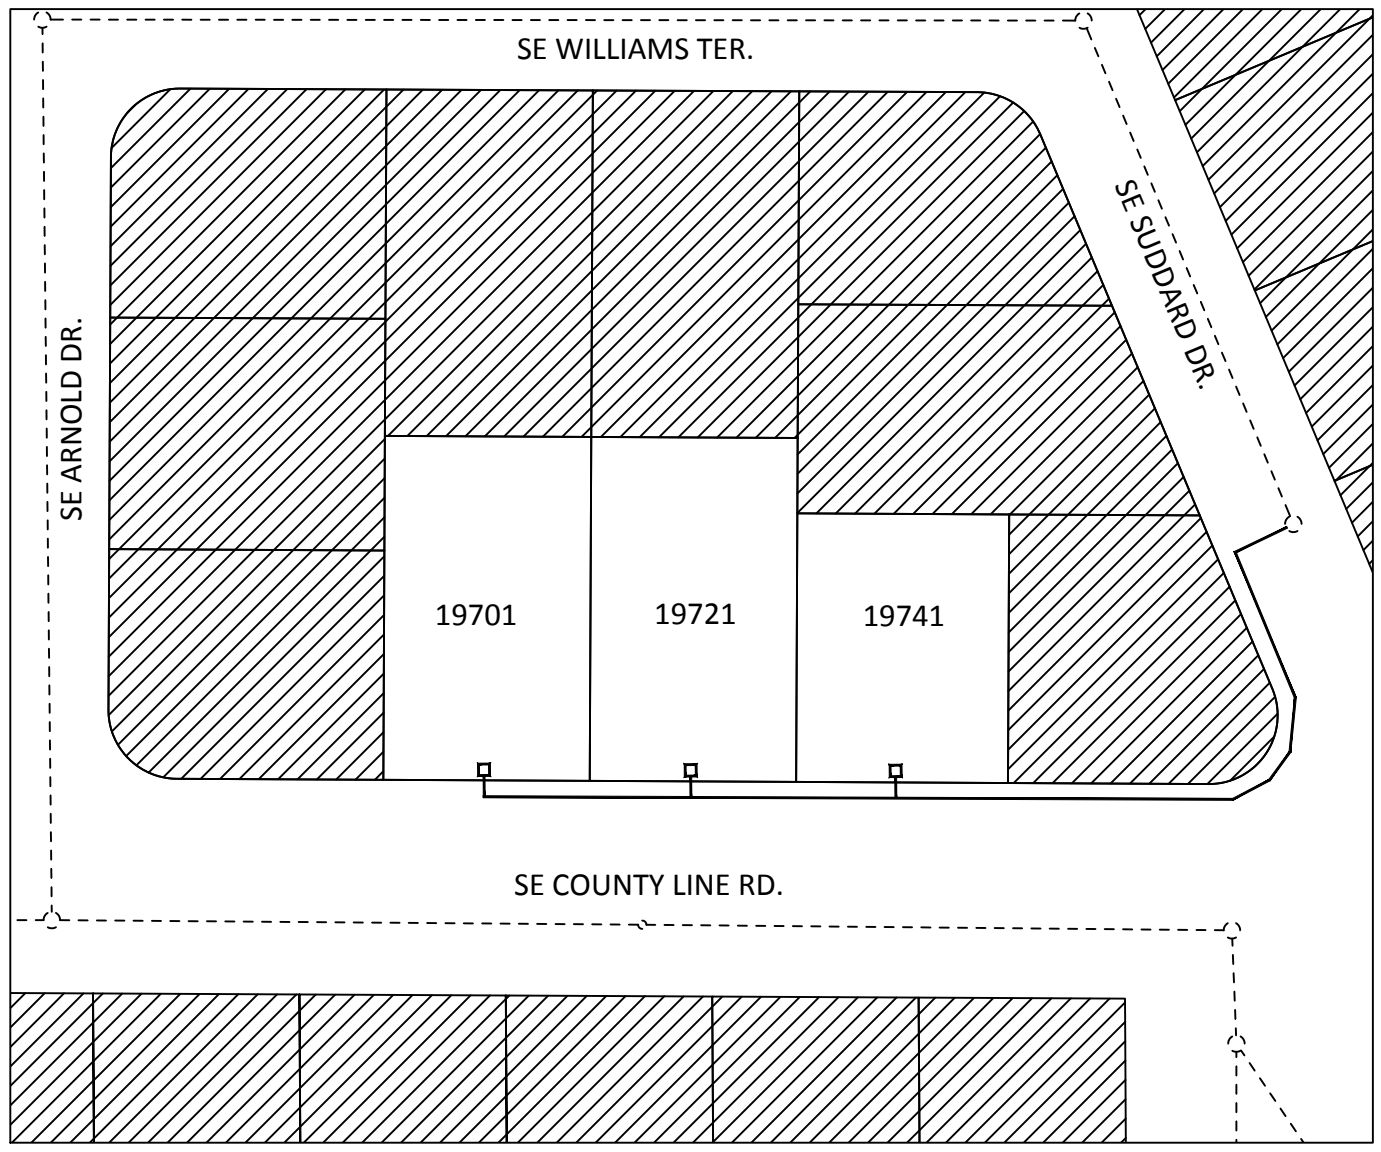 SE WILLIAMS TER.
SE SUDDARD DR.
SE ARNOLD DR.
19701
19721
19741
SE COUNTY LINE RD.